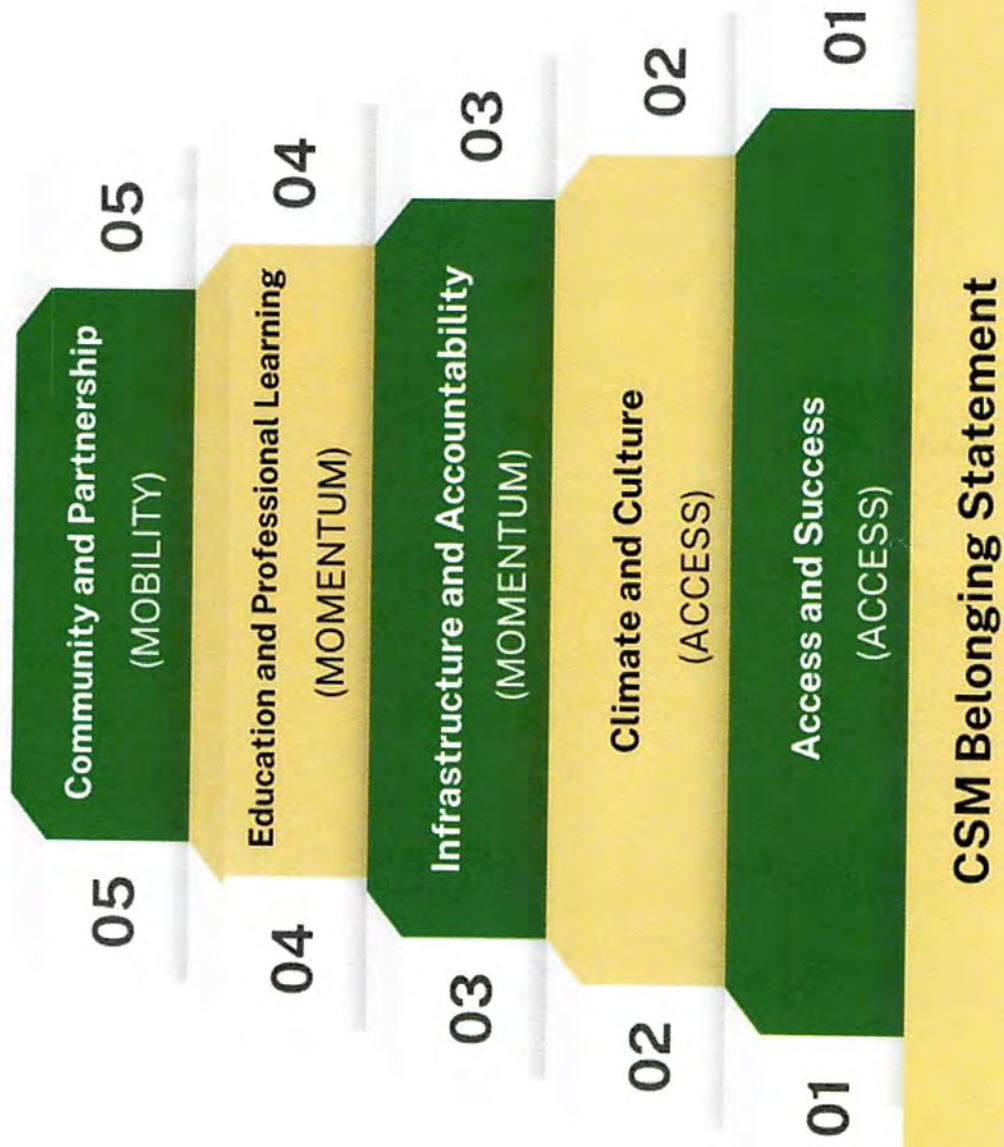 05
Community and Partnership
(MOBILITY)
05
04
Education and Professional Learning
(MOMENTUM)
04
03
Infrastructure and Accountability
(MOMENTUM)
03
02
Climate and Culture
(ACCESS)
02
01
Access and Success
(ACCESS)
01
CSM Belonging Statement